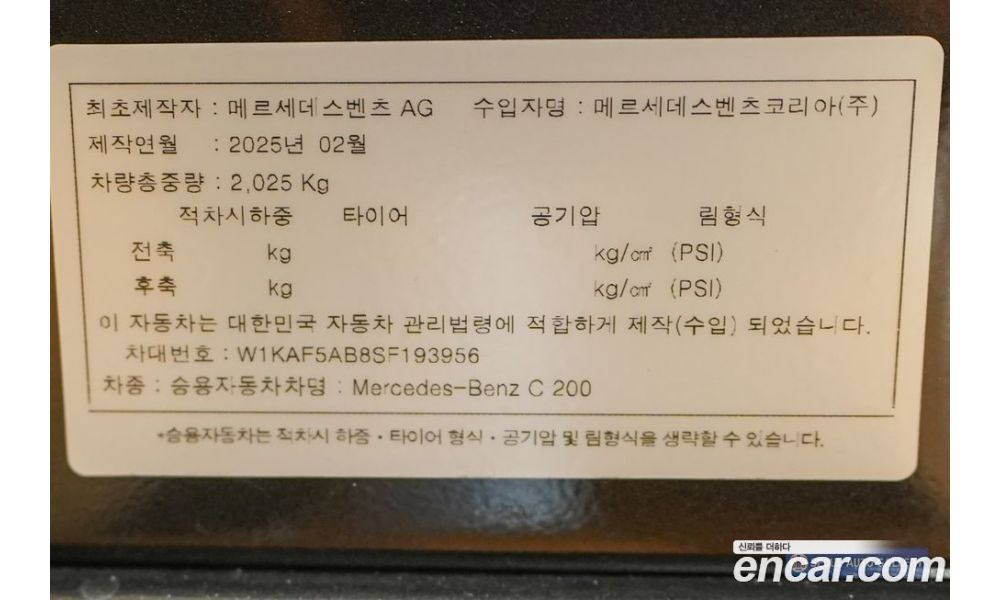 최초제작자 : 메르세데스벤츠 AG 수입자명 : 메르세데스벤츠코리아(주)
제작연월 : 2025년 02월
차량총중량 : 2,025 Kg
적차시하중 타이어 공기압 림형식
전축 kg kg/㎠ (PSI)
후축 kg kg/㎠ (PSI)
이 자동차는 대한민국 자동차 관리법령에 적합하게 제작(수입) 되었습니다.
차대번호 : W1KAF5AB8SF193956
차종 : 승용자동차차명 : Mercedes-Benz C 200
*승용자동차는 적차시 하중·타이어 형식·공기압 및 림형식을 생략할 수 있습니다.
신뢰를 더하다
encar.com